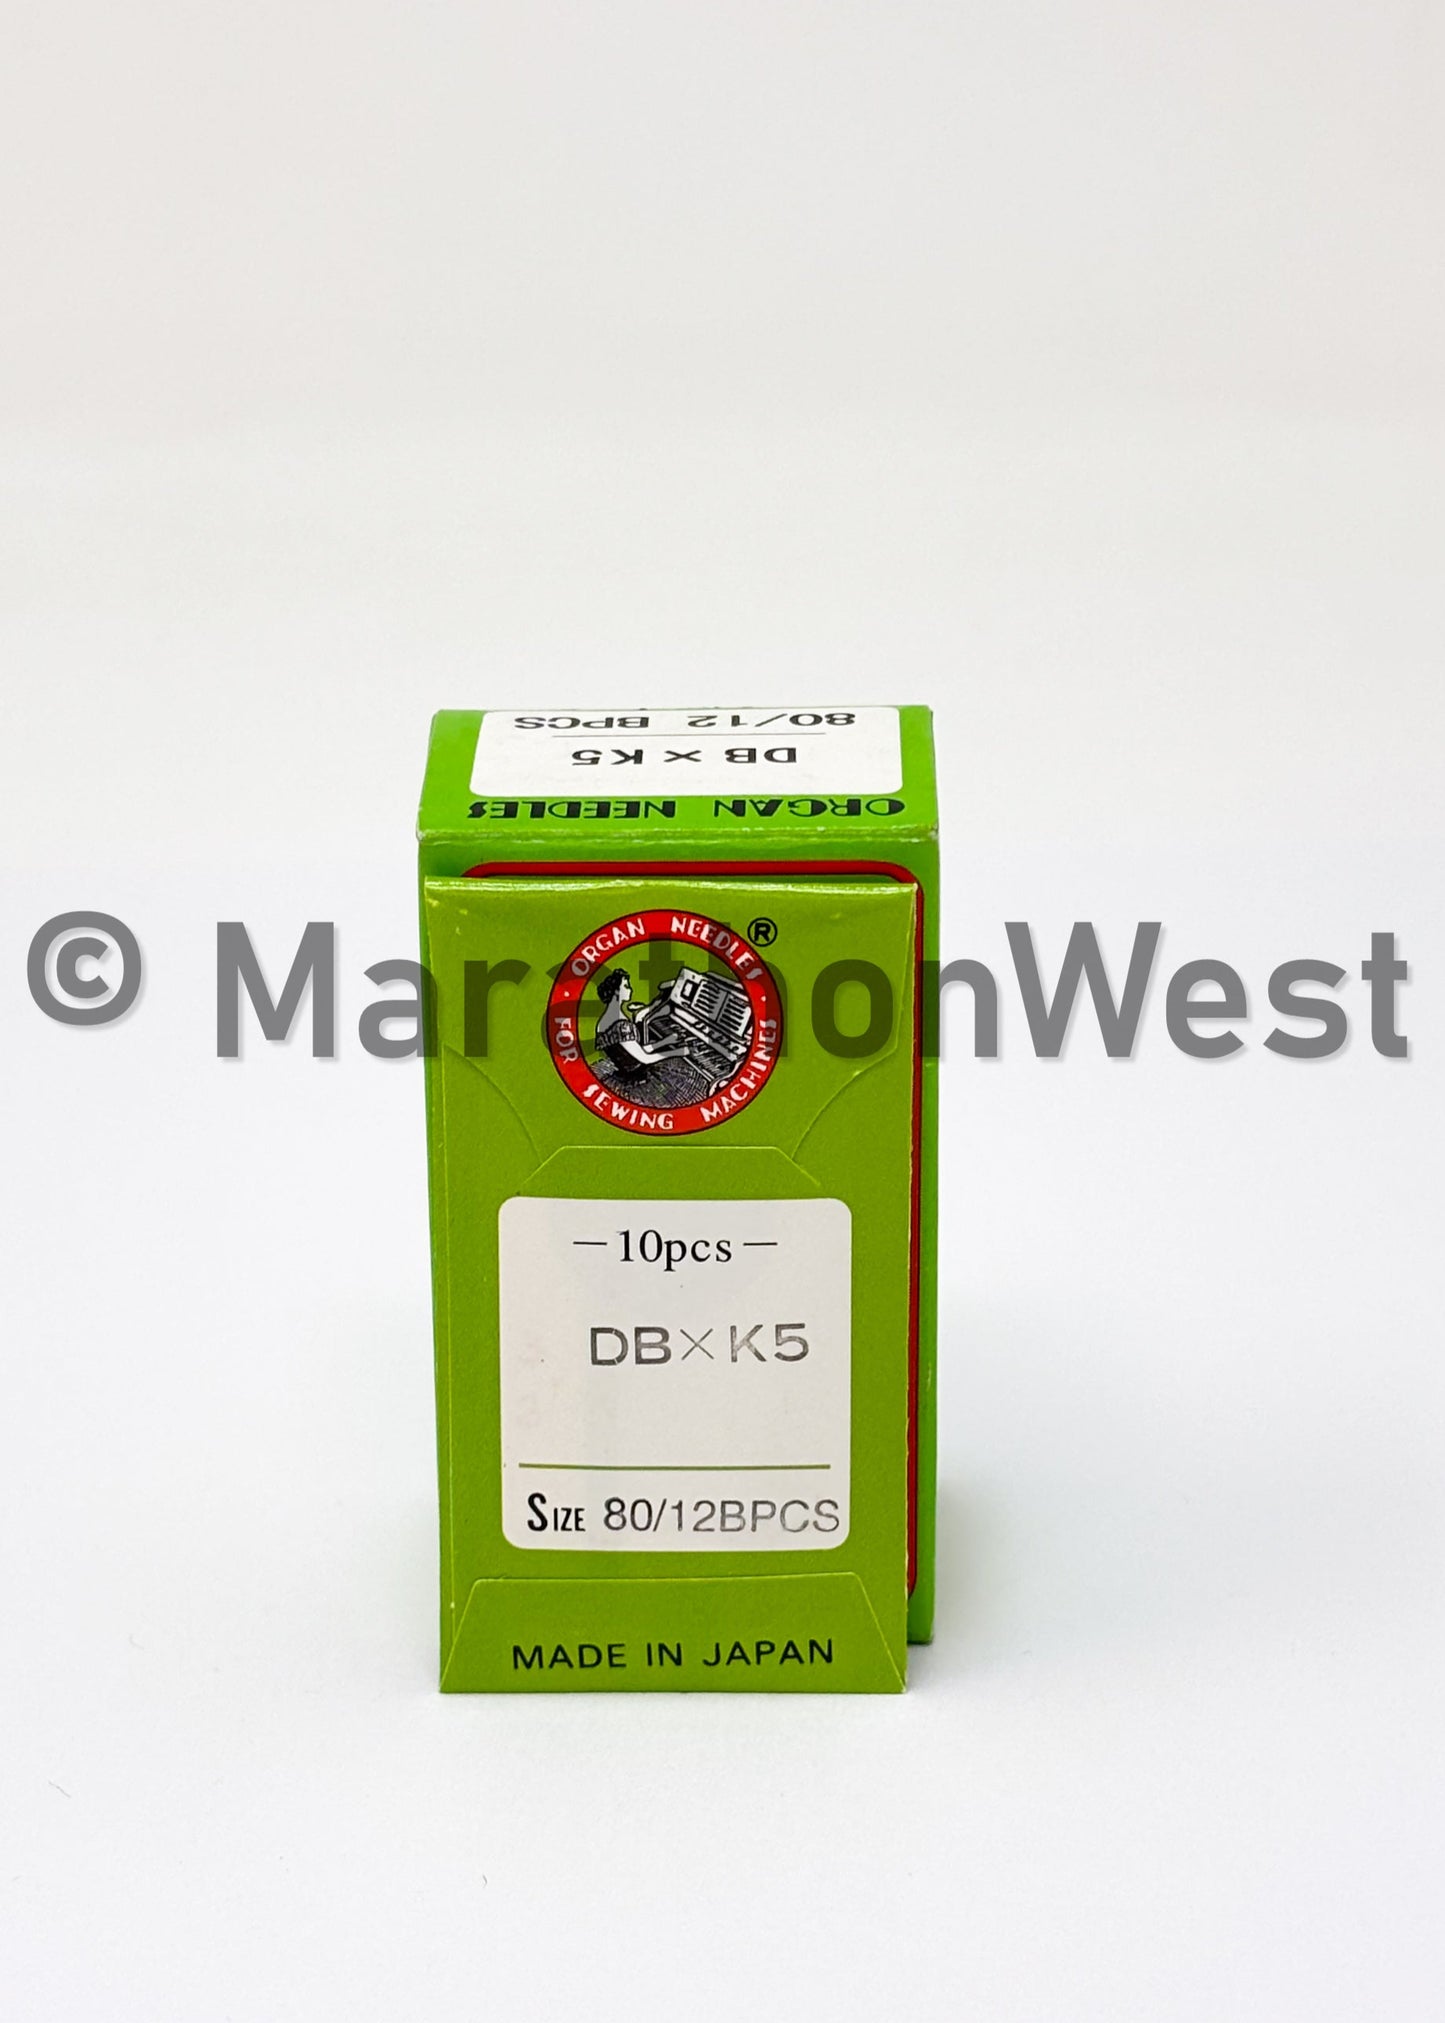 80/12 BPCS
DB × K5
ORGAN NEEDLES
ORGAN NEEDLES ®
· FOR SEWING MACHINES ·
© MarathonWest
—10pcs—
DB×K5
SIZE 80/12BPCS
MADE IN JAPAN